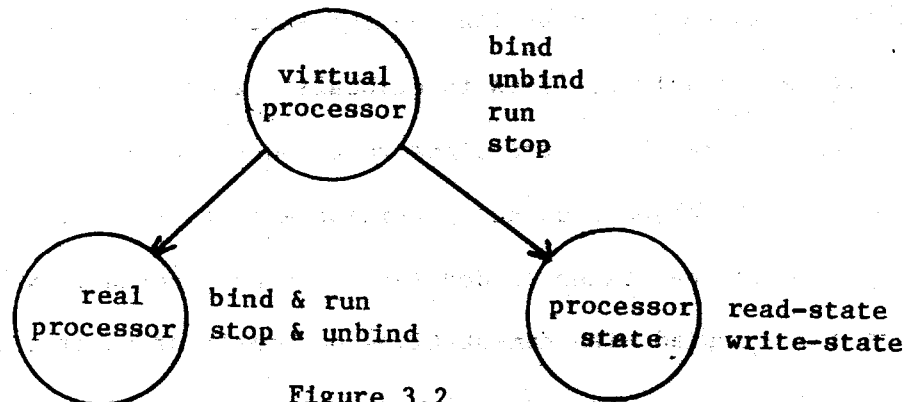 virtual
processor
bind
unbind
run
stop
real
processor
bind & run
stop & unbind
processor
state
read-state
write-state
Figure 3.2